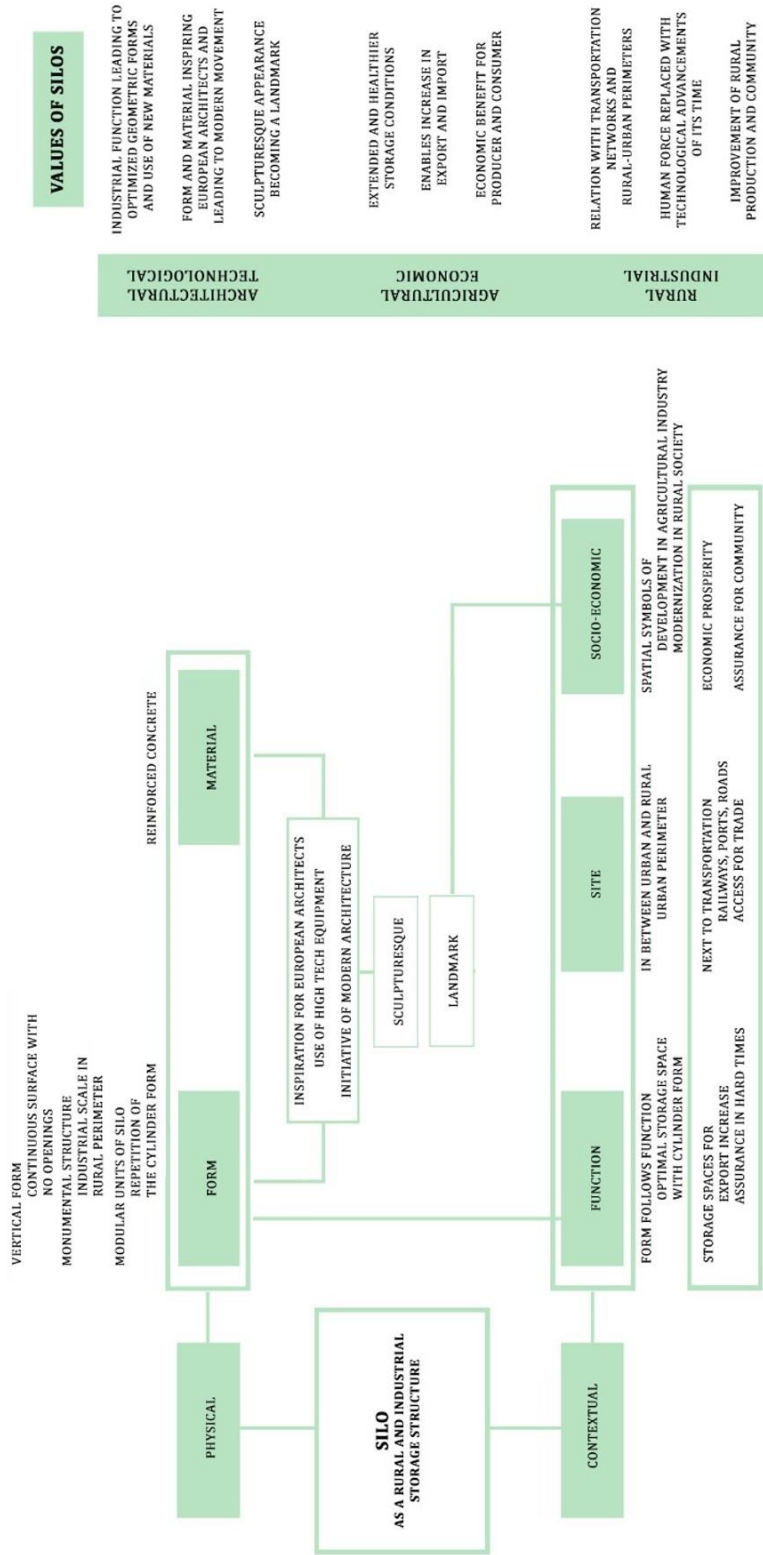 VERTICAL FORM
CONTINUOUS SURFACE WITH
NO OPENINGS
MONUMENTAL STRUCTURE
INDUSTRIAL SCALE IN
RURAL PERIMETER
MODULAR UNITS OF SILO
REPETITION OF
THE CYLINDER FORM
REINFORCED CONCRETE
PHYSICAL
FORM
MATERIAL
INSPIRATION FOR EUROPEAN ARCHITECTS
USE OF HIGH TECH EQUIPMENT
INITIATIVE OF MODERN ARCHITECTURE
SCULPTURESQUE
LANDMARK
SILO
AS A RURAL AND INDUSTRIAL
STORAGE STRUCTURE
CONTEXTUAL
FUNCTION
SITE
SOCIO-ECONOMIC
FORM FOLLOWS FUNCTION
OPTIMAL STORAGE SPACE
WITH CYLINDER FORM
IN BETWEEN URBAN AND RURAL
URBAN PERIMETER
SPATIAL SYMBOLS OF
DEVELOPMENT IN AGRICULTURAL INDUSTRY
MODERNIZATION IN RURAL SOCIETY
STORAGE SPACES FOR
EXPORT INCREASE
ASSURANCE IN HARD TIMES
NEXT TO TRANSPORTATION
RAILWAYS, PORTS, ROADS
ACCESS FOR TRADE
ECONOMIC PROSPERITY
ASSURANCE FOR COMMUNITY
VALUES OF SILOS
ARCHITECTURAL
TECHNOLOGICAL
INDUSTRIAL FUNCTION LEADING TO
OPTIMIZED GEOMETRIC FORMS
AND USE OF NEW MATERIALS
FORM AND MATERIAL INSPIRING
EUROPEAN ARCHITECTS AND
LEADING TO MODERN MOVEMENT
SCULPTURESQUE APPEARANCE
BECOMING A LANDMARK
AGRICULTURAL
ECONOMIC
EXTENDED AND HEALTHIER
STORAGE CONDITIONS
ENABLES INCREASE IN
EXPORT AND IMPORT
ECONOMIC BENEFIT FOR
PRODUCER AND CONSUMER
RURAL
INDUSTRIAL
RELATION WITH TRANSPORTATION
NETWORKS AND
RURAL-URBAN PERIMETERS
HUMAN FORCE REPLACED WITH
TECHNOLOGICAL ADVANCEMENTS
OF ITS TIME
IMPROVEMENT OF RURAL
PRODUCTION AND COMMUNITY